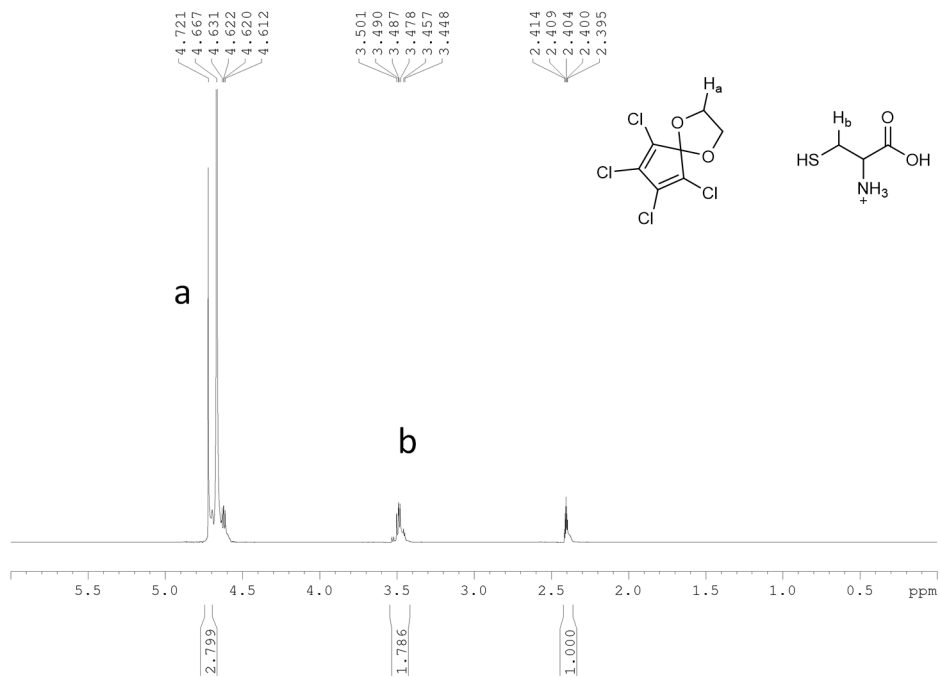 4.721
4.667
4.631
4.622
4.620
4.612
3.501
3.490
3.487
3.478
3.457
3.448
2.414
2.409
2.404
2.400
2.395
Ha
Cl
O
O
Cl
Cl
Cl
Hb
O
HS
OH
NH3
+
a
b
5.5 5.0 4.5 4.0 3.5 3.0 2.5 2.0 1.5 1.0 0.5 ppm
2.799
1.786
1.000